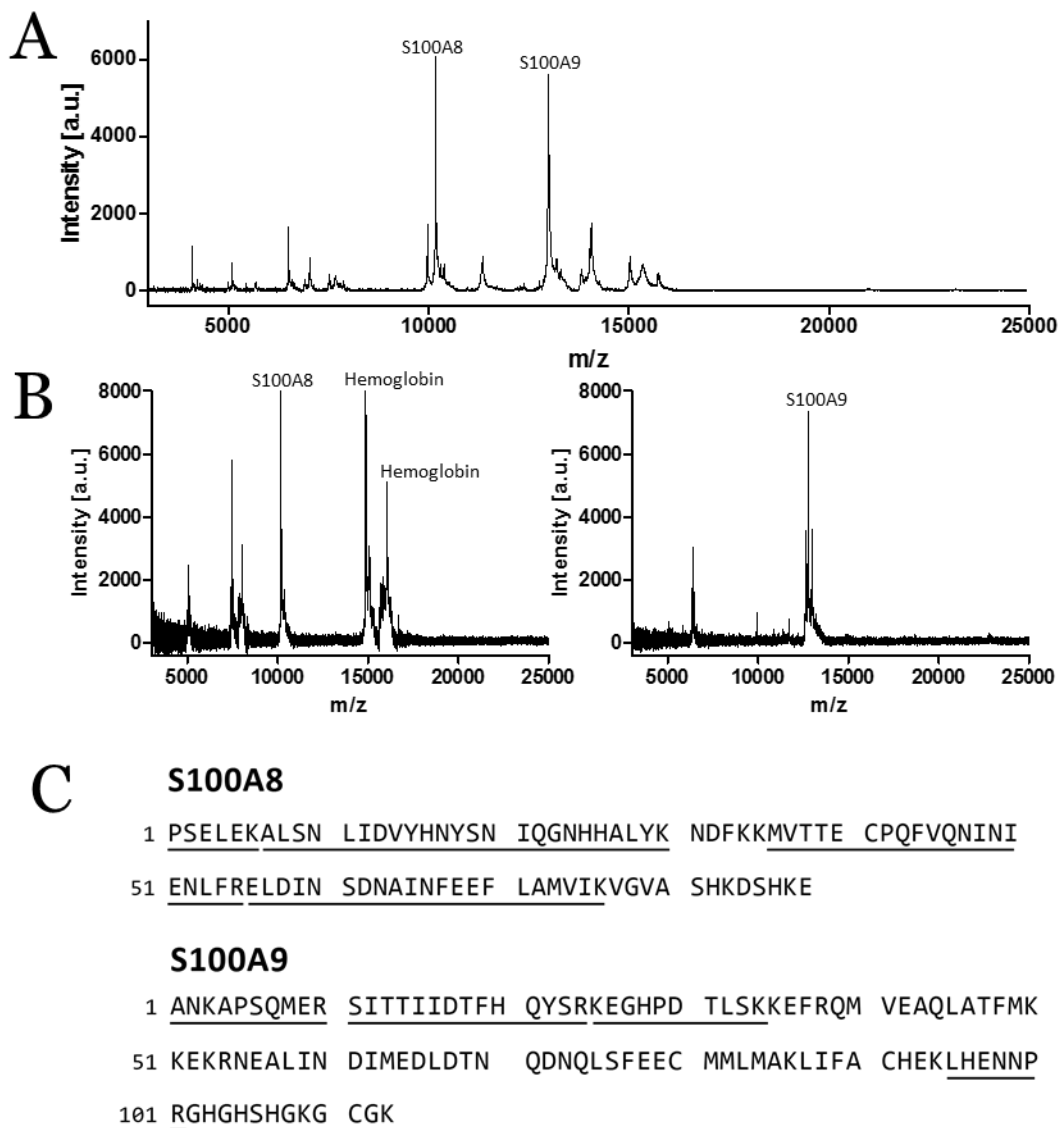 A
S100A8
S100A9
Intensity [a.u.]
6000
4000
2000
0
5000 10000 15000 20000 25000
m/z
B
S100A8
Hemoglobin
Hemoglobin
Intensity [a.u.]
8000
6000
4000
2000
0
5000 10000 15000 20000 25000
m/z
S100A9
Intensity [a.u.]
8000
6000
4000
2000
0
5000 10000 15000 20000 25000
m/z
C
S100A8
1 PSELEKALSN LIDVYHNYSN IQGNHHALYK NDFKKMVTTE CPQFVQNINI
51 ENLFRELDIN SDNAINFEEF LAMVIKVGVA SHKDSHKE
S100A9
1 ANKAPSQMER SITTIIDTFH QYSRKEGHPD TLSKKEFRQM VEAQLATFMK
51 KEKRNEALIN DIMEDLDTN QDNQLSFEEC MMLMAKLIFA CHEKLHENNP
101 RGHGHSHGKG CGK